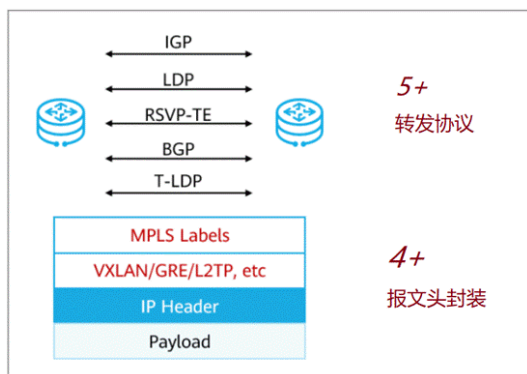 IGP
LDP
RSVP-TE
BGP
T-LDP
5+
转发协议
MPLS Labels
VXLAN/GRE/L2TP, etc
IP Header
Payload
4+
报文头封装